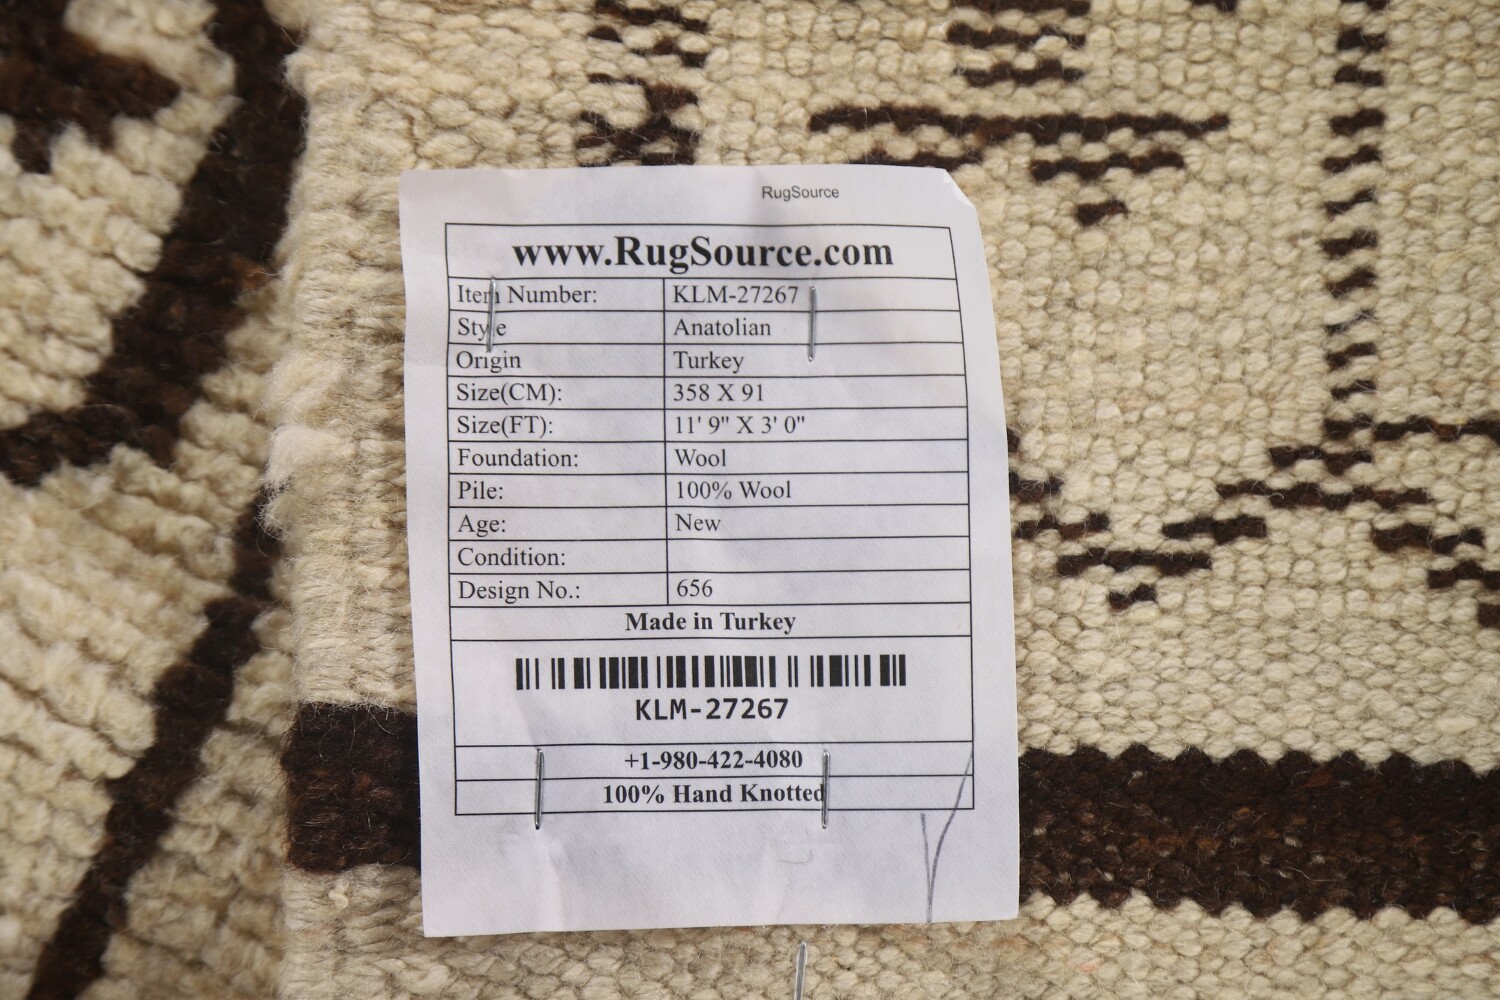 RugSource
www.RugSource.com
Item Number: KLM-27267
Style Anatolian
Origin Turkey
Size(CM): 358 X 91
Size(FT): 11' 9" X 3' 0"
Foundation: Wool
Pile: 100% Wool
Age: New
Condition:
Design No.: 656
Made in Turkey
KLM-27267
+1-980-422-4080
100% Hand Knotted